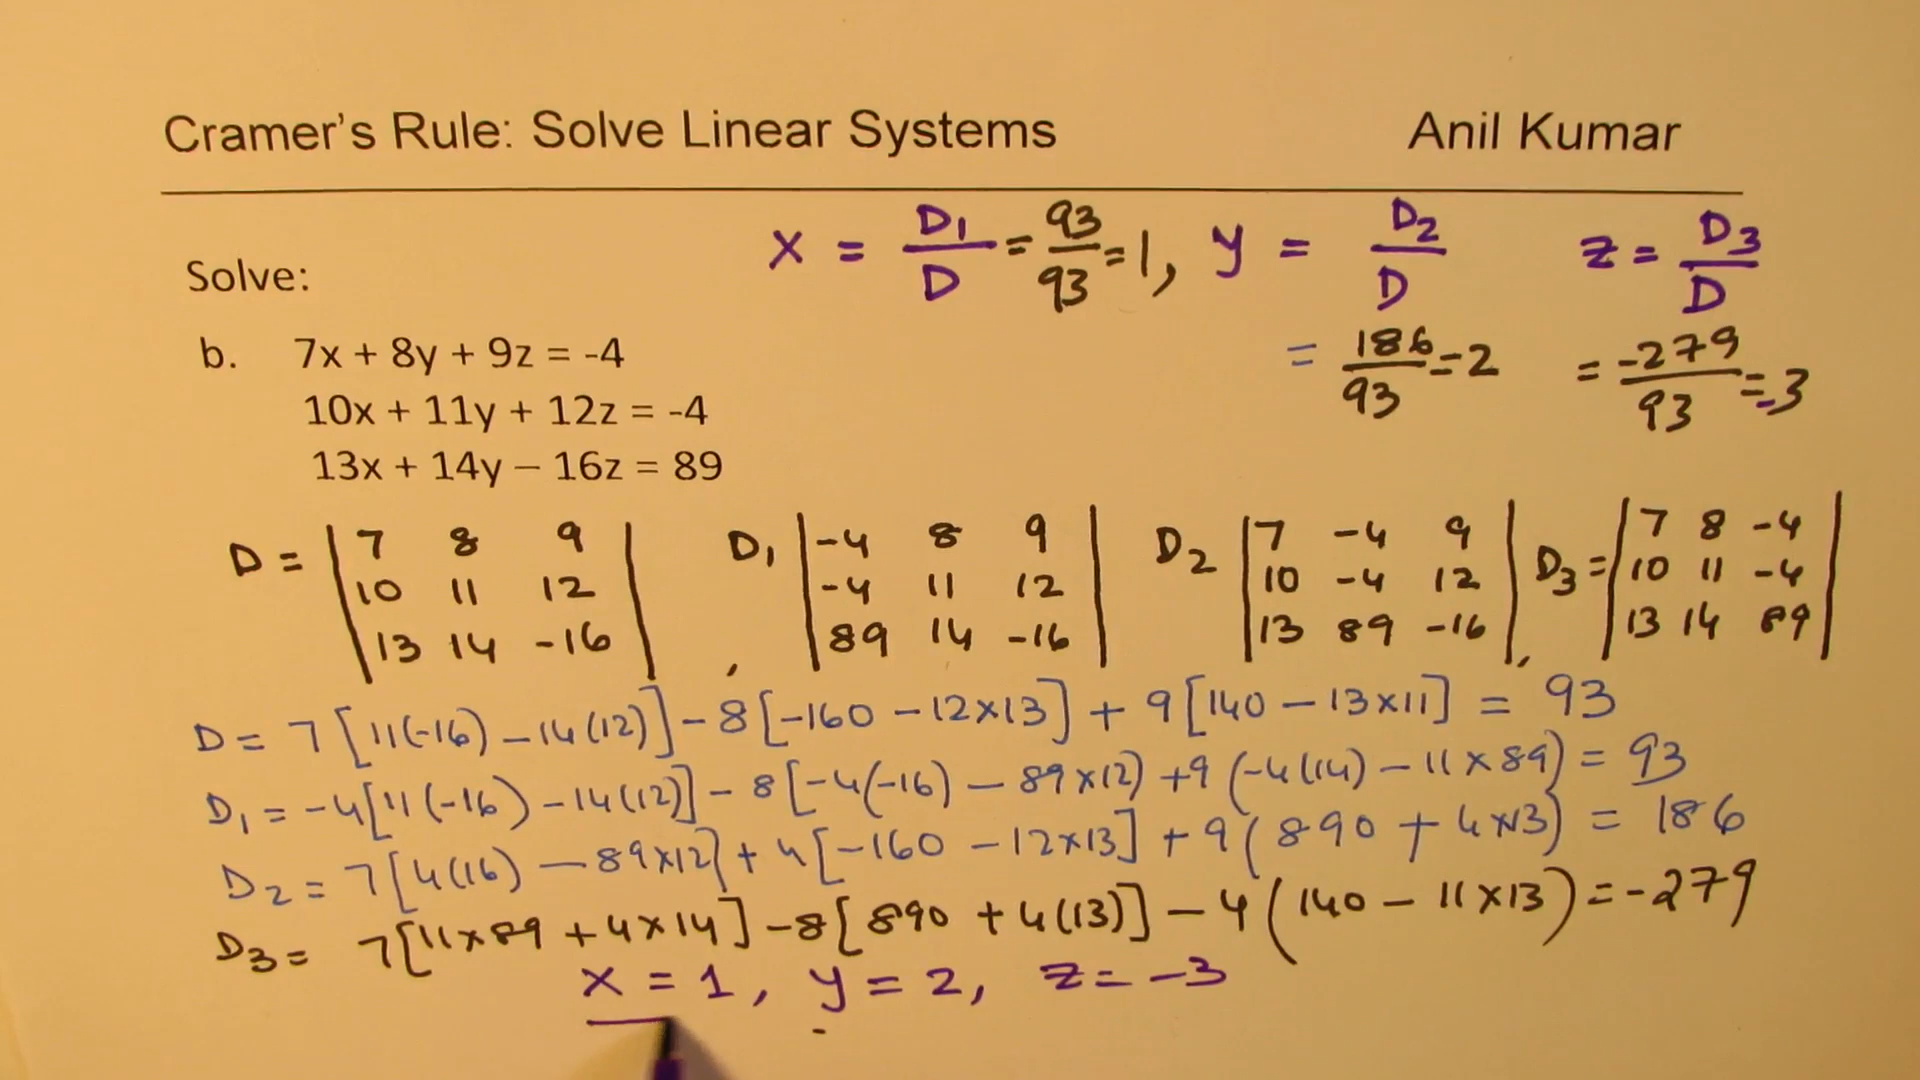 Cramer's Rule: Solve Linear Systems Anil Kumar
x = D1/D = 93/93 = 1, y = D2/D z = D3/D
= 186/93 = 2 = -279/93 = -3
Solve:
b. 7x + 8y + 9z = -4
10x + 11y + 12z = -4
13x + 14y – 16z = 89
D = | 7 8 9 | D1 | -4 8 9 | D2 | 7 -4 9 | D3 = | 7 8 -4 |
| 10 11 12 | | -4 11 12 | | 10 -4 12 | | 10 11 -4 |
| 13 14 -16 | , | 89 14 -16 | | 13 89 -16 | , | 13 14 89 |
D = 7[11(-16) - 14(12)] - 8[-160 - 12×13] + 9[140 - 13×11] = 93
D1 = -4[11(-16) - 14(12)] - 8[-4(-16) - 89×12) + 9(-4(14) - 11×89) = 93
D2 = 7[4(16) - 89×12] + 4[-160 - 12×13] + 9(890 + 4×13) = 186
D3 = 7[11×89 + 4×14] - 8[890 + 4(13)] - 4(140 - 11×13) = -279
x = 1, y = 2, z = -3